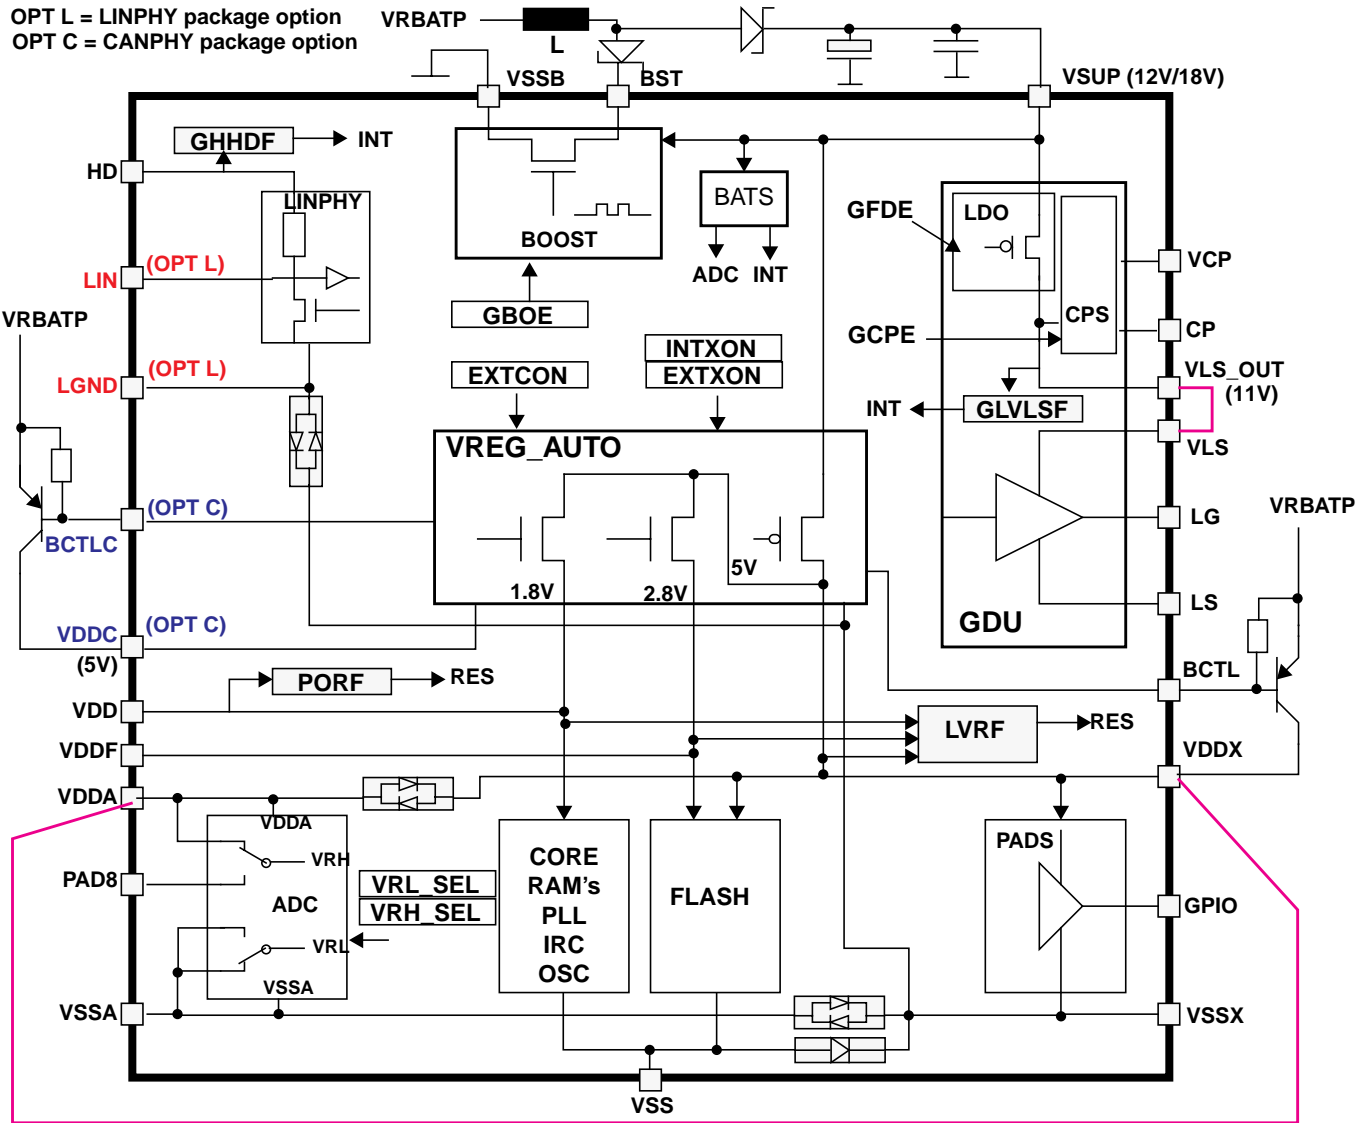 OPT L = LINPHY package option
OPT C = CANPHY package option
VRBATP
L
VSSB
BST
VSUP (12V/18V)
GHHDF
INT
HD
LINPHY
BOOST
BATS
ADC
INT
GFDE
LDO
CPS
VCP
(OPT L)
LIN
GBOE
GCPE
CP
VRBATP
INTXON
EXTXON
EXTCON
(OPT L)
LGND
VLS_OUT
(11V)
INT
GLVLSF
VREG_AUTO
VLS
(OPT C)
BCTLC
LG
VRBATP
5V
1.8V
2.8V
LS
GDU
(OPT C)
VDDC
(5V)
PORF
RES
BCTL
VDD
LVRF
RES
VDDF
VDDX
VDDA
VDDA
VRH
PAD8
ADC
VRL
VSSA
VRL_SEL
VRH_SEL
CORE
RAM's
PLL
IRC
OSC
FLASH
PADS
GPIO
VSSA
VSSX
VSS